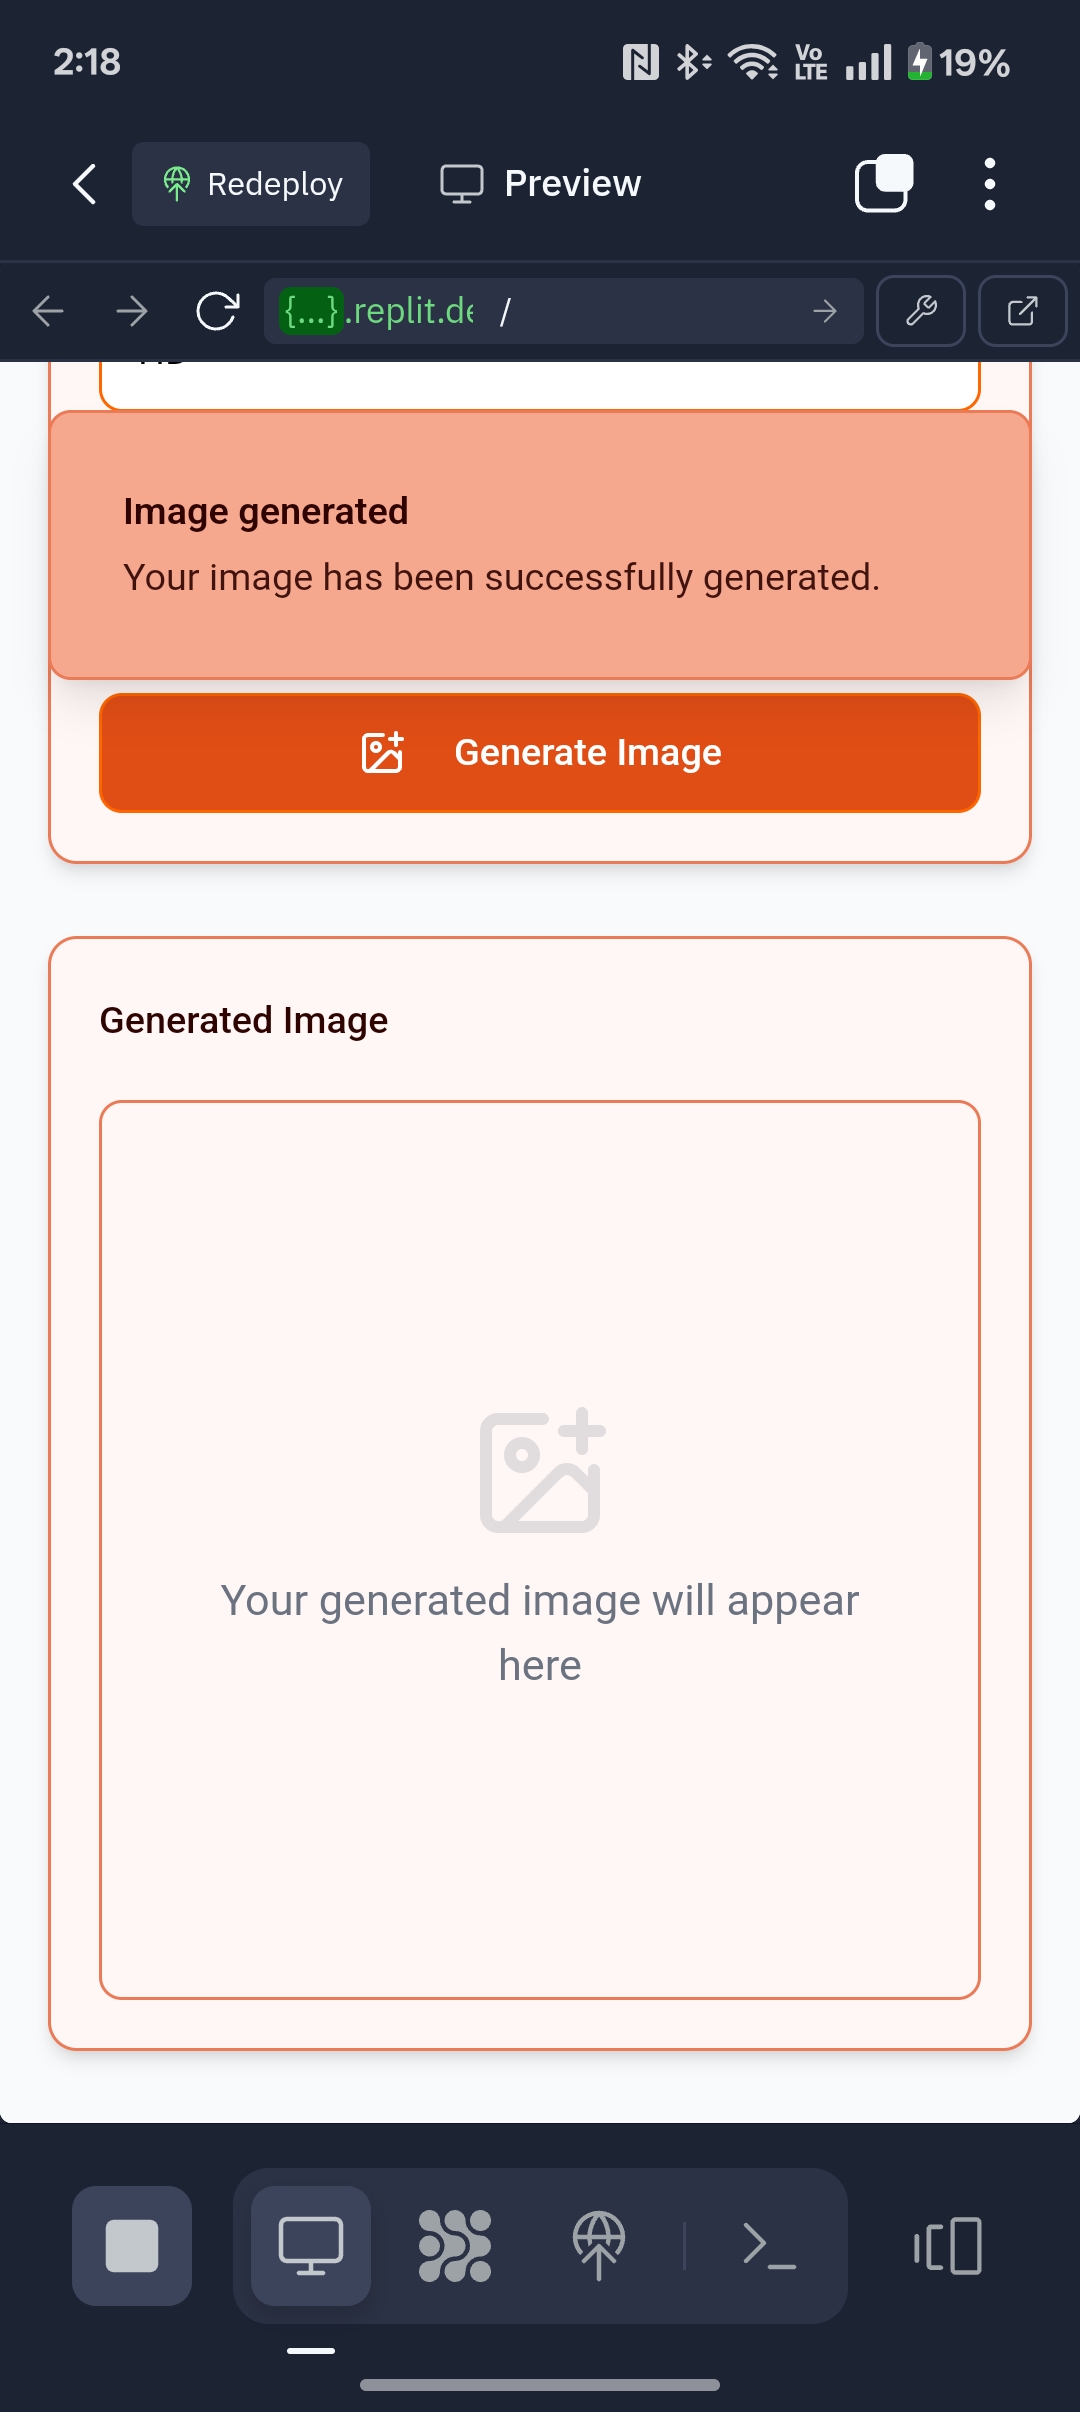 2:18
Vo
LTE
19%
Redeploy
Preview
{...}.replit.de /
Image generated
Your image has been successfully generated.
Generate Image
Generated Image
Your generated image will appear
here